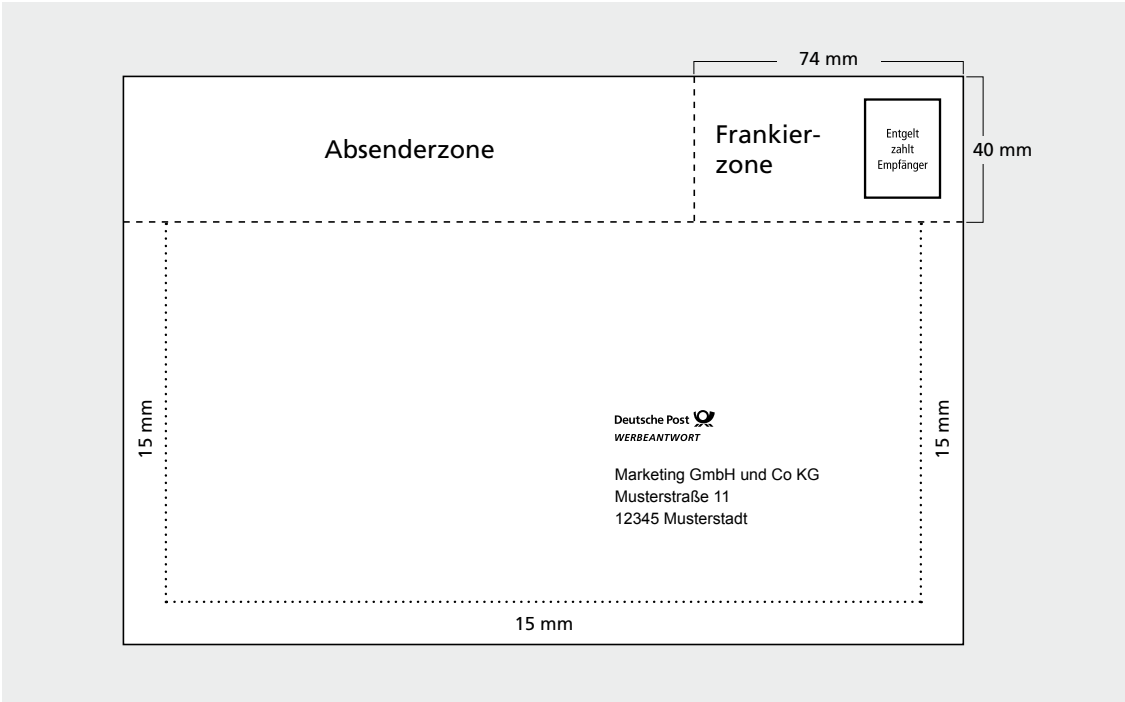 74 mm
Absenderzone
Frankier-
zone
Entgelt
zahlt
Empfänger
40 mm
15 mm
15 mm
Deutsche Post
WERBEANTWORT
Marketing GmbH und Co KG
Musterstraße 11
12345 Musterstadt
15 mm